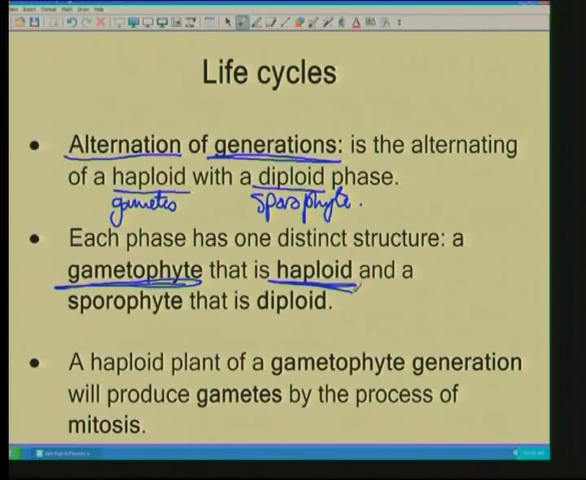 Life cycles
• Alternation of generations: is the alternating
of a haploid with a diploid phase.
gametes sporophyte.
• Each phase has one distinct structure: a
gametophyte that is haploid and a
sporophyte that is diploid.
• A haploid plant of a gametophyte generation
will produce gametes by the process of
mitosis.